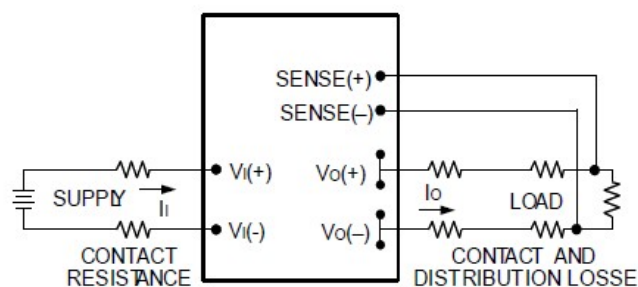 SENSE(+)
SENSE(–)
SUPPLY
II
VI(+)
VO(+)
IO
LOAD
VI(-)
VO(–)
CONTACT
RESISTANCE
CONTACT AND
DISTRIBUTION LOSSE